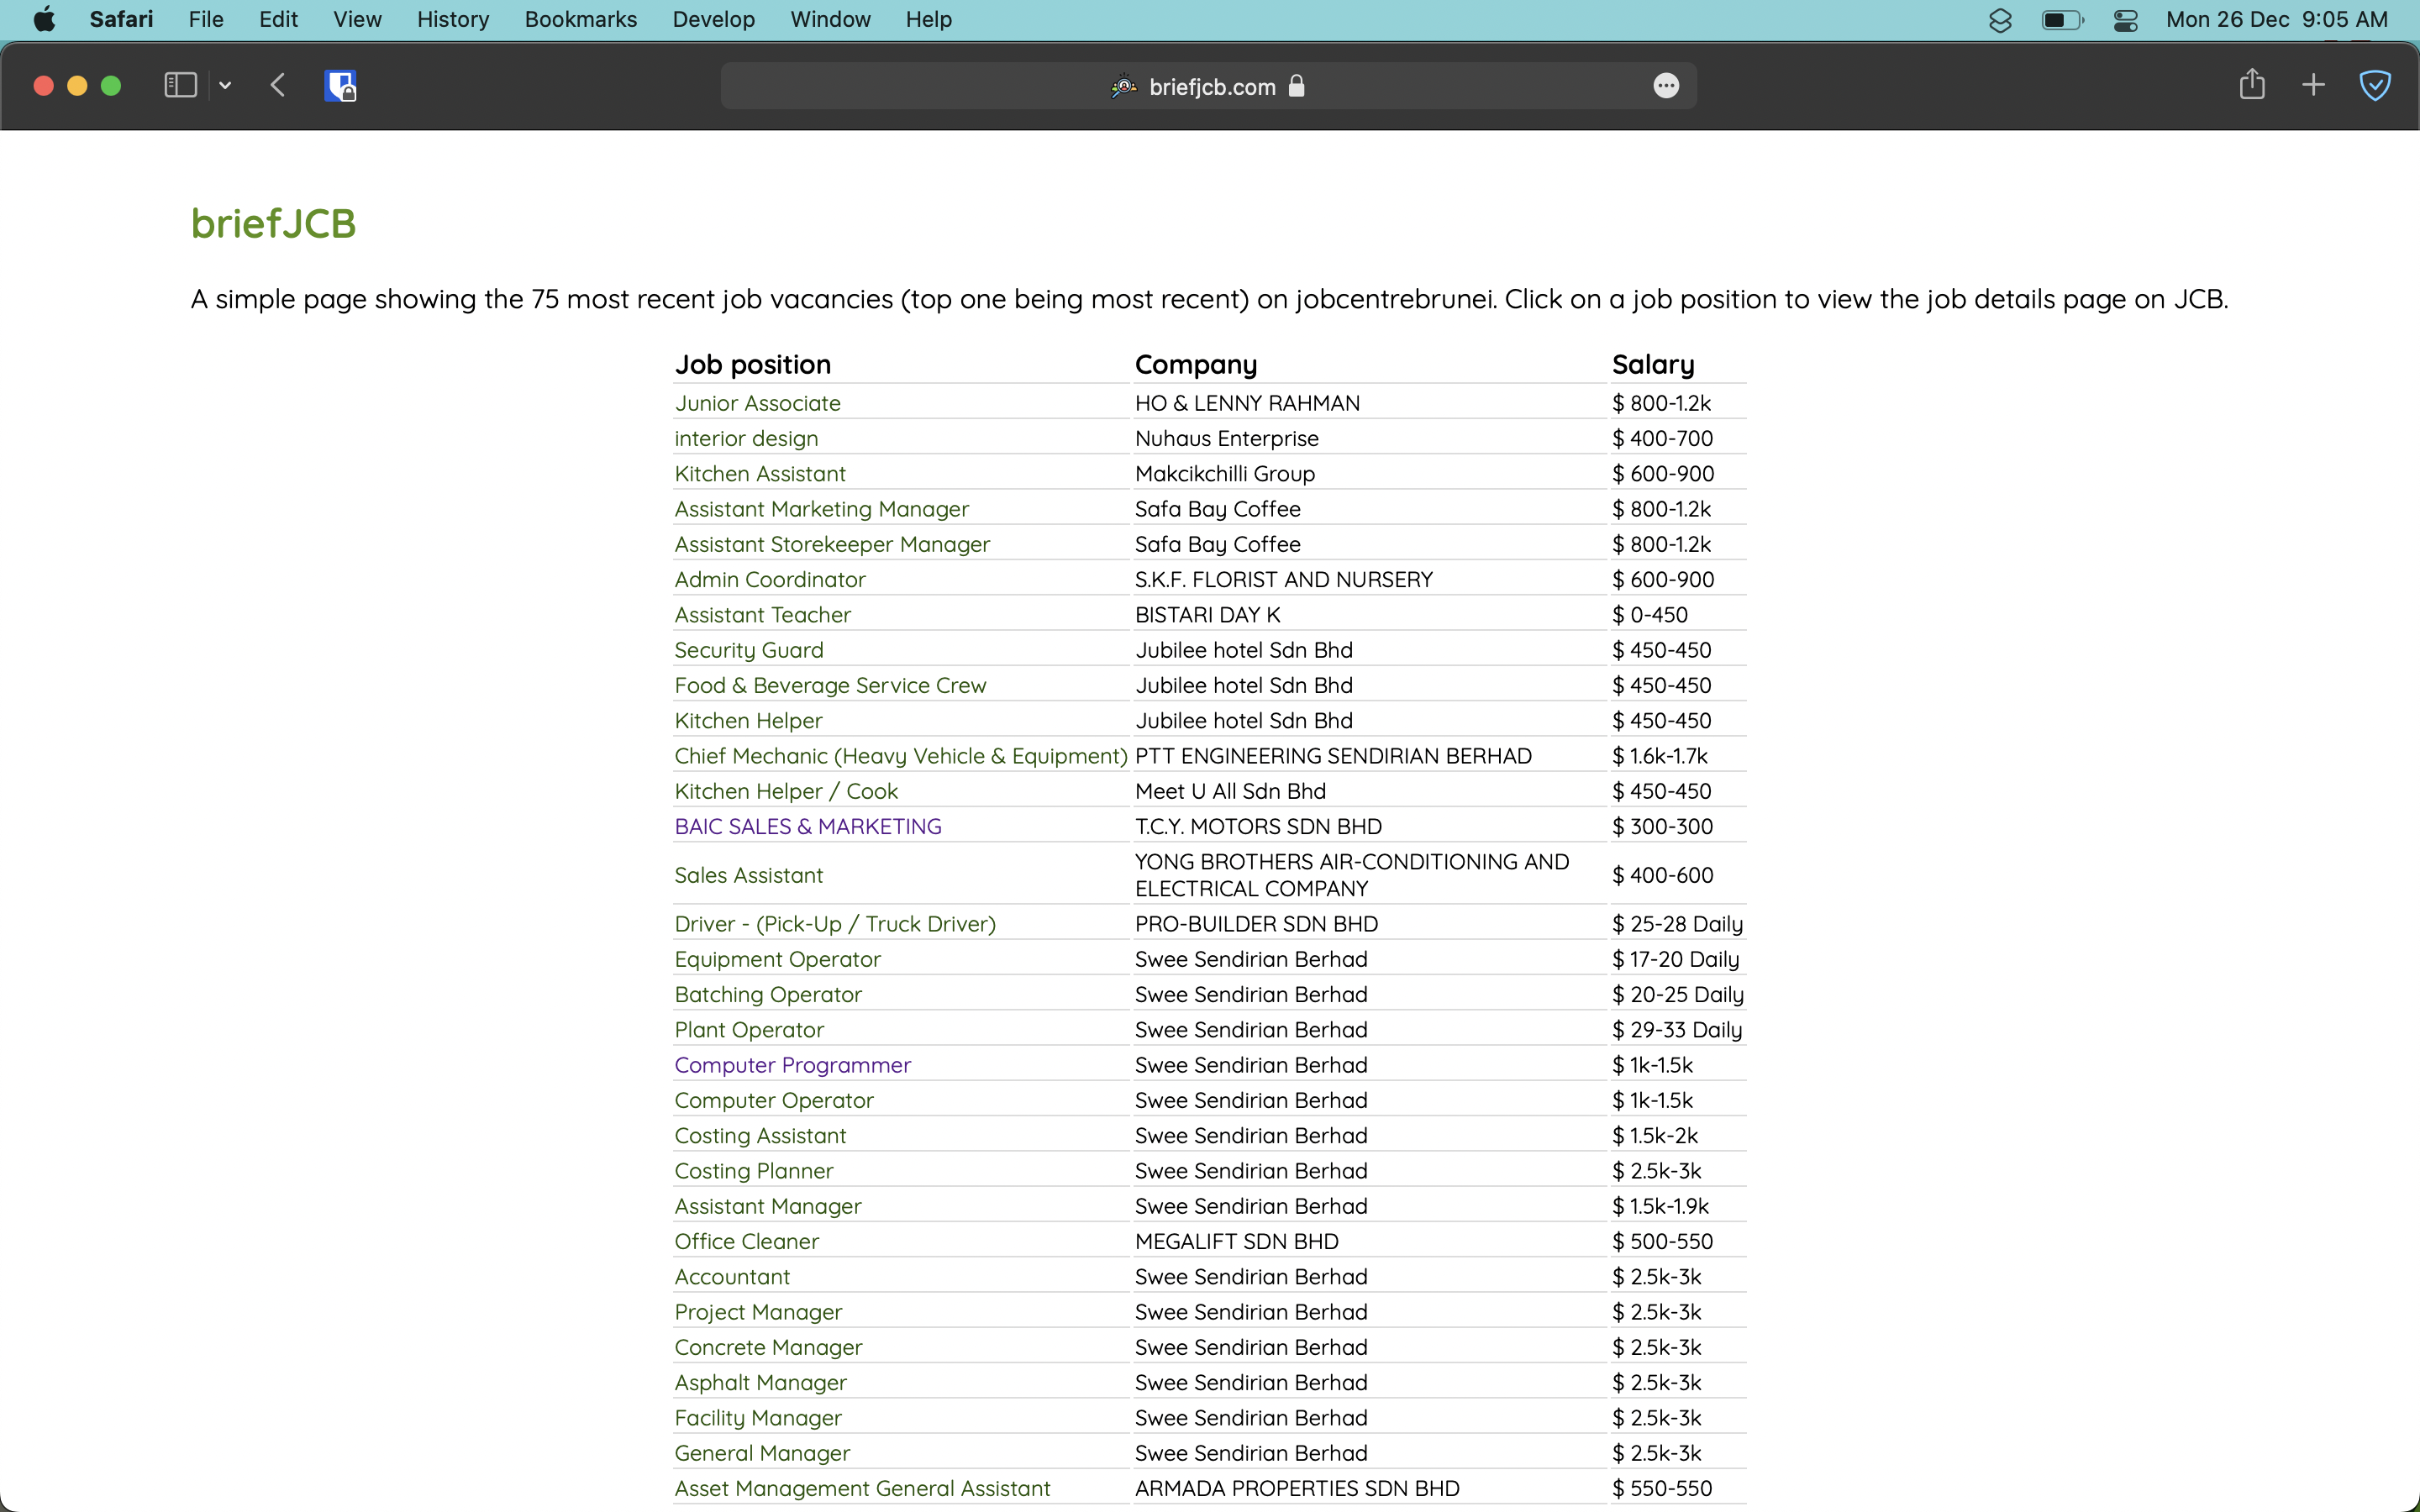 Safari File Edit View History Bookmarks Develop Window Help Mon 26 Dec 9:05 AM
briefjcb.com
briefJCB
A simple page showing the 75 most recent job vacancies (top one being most recent) on jobcentrebrunei. Click on a job position to view the job details page on JCB.
Job position Company Salary
Junior Associate HO & LENNY RAHMAN $ 800-1.2k
interior design Nuhaus Enterprise $ 400-700
Kitchen Assistant Makcikchilli Group $ 600-900
Assistant Marketing Manager Safa Bay Coffee $ 800-1.2k
Assistant Storekeeper Manager Safa Bay Coffee $ 800-1.2k
Admin Coordinator S.K.F. FLORIST AND NURSERY $ 600-900
Assistant Teacher BISTARI DAY K $ 0-450
Security Guard Jubilee hotel Sdn Bhd $ 450-450
Food & Beverage Service Crew Jubilee hotel Sdn Bhd $ 450-450
Kitchen Helper Jubilee hotel Sdn Bhd $ 450-450
Chief Mechanic (Heavy Vehicle & Equipment) PTT ENGINEERING SENDIRIAN BERHAD $ 1.6k-1.7k
Kitchen Helper / Cook Meet U All Sdn Bhd $ 450-450
BAIC SALES & MARKETING T.C.Y. MOTORS SDN BHD $ 300-300
Sales Assistant YONG BROTHERS AIR-CONDITIONING AND
ELECTRICAL COMPANY $ 400-600
Driver - (Pick-Up / Truck Driver) PRO-BUILDER SDN BHD $ 25-28 Daily
Equipment Operator Swee Sendirian Berhad $ 17-20 Daily
Batching Operator Swee Sendirian Berhad $ 20-25 Daily
Plant Operator Swee Sendirian Berhad $ 29-33 Daily
Computer Programmer Swee Sendirian Berhad $ 1k-1.5k
Computer Operator Swee Sendirian Berhad $ 1k-1.5k
Costing Assistant Swee Sendirian Berhad $ 1.5k-2k
Costing Planner Swee Sendirian Berhad $ 2.5k-3k
Assistant Manager Swee Sendirian Berhad $ 1.5k-1.9k
Office Cleaner MEGALIFT SDN BHD $ 500-550
Accountant Swee Sendirian Berhad $ 2.5k-3k
Project Manager Swee Sendirian Berhad $ 2.5k-3k
Concrete Manager Swee Sendirian Berhad $ 2.5k-3k
Asphalt Manager Swee Sendirian Berhad $ 2.5k-3k
Facility Manager Swee Sendirian Berhad $ 2.5k-3k
General Manager Swee Sendirian Berhad $ 2.5k-3k
Asset Management General Assistant ARMADA PROPERTIES SDN BHD $ 550-550